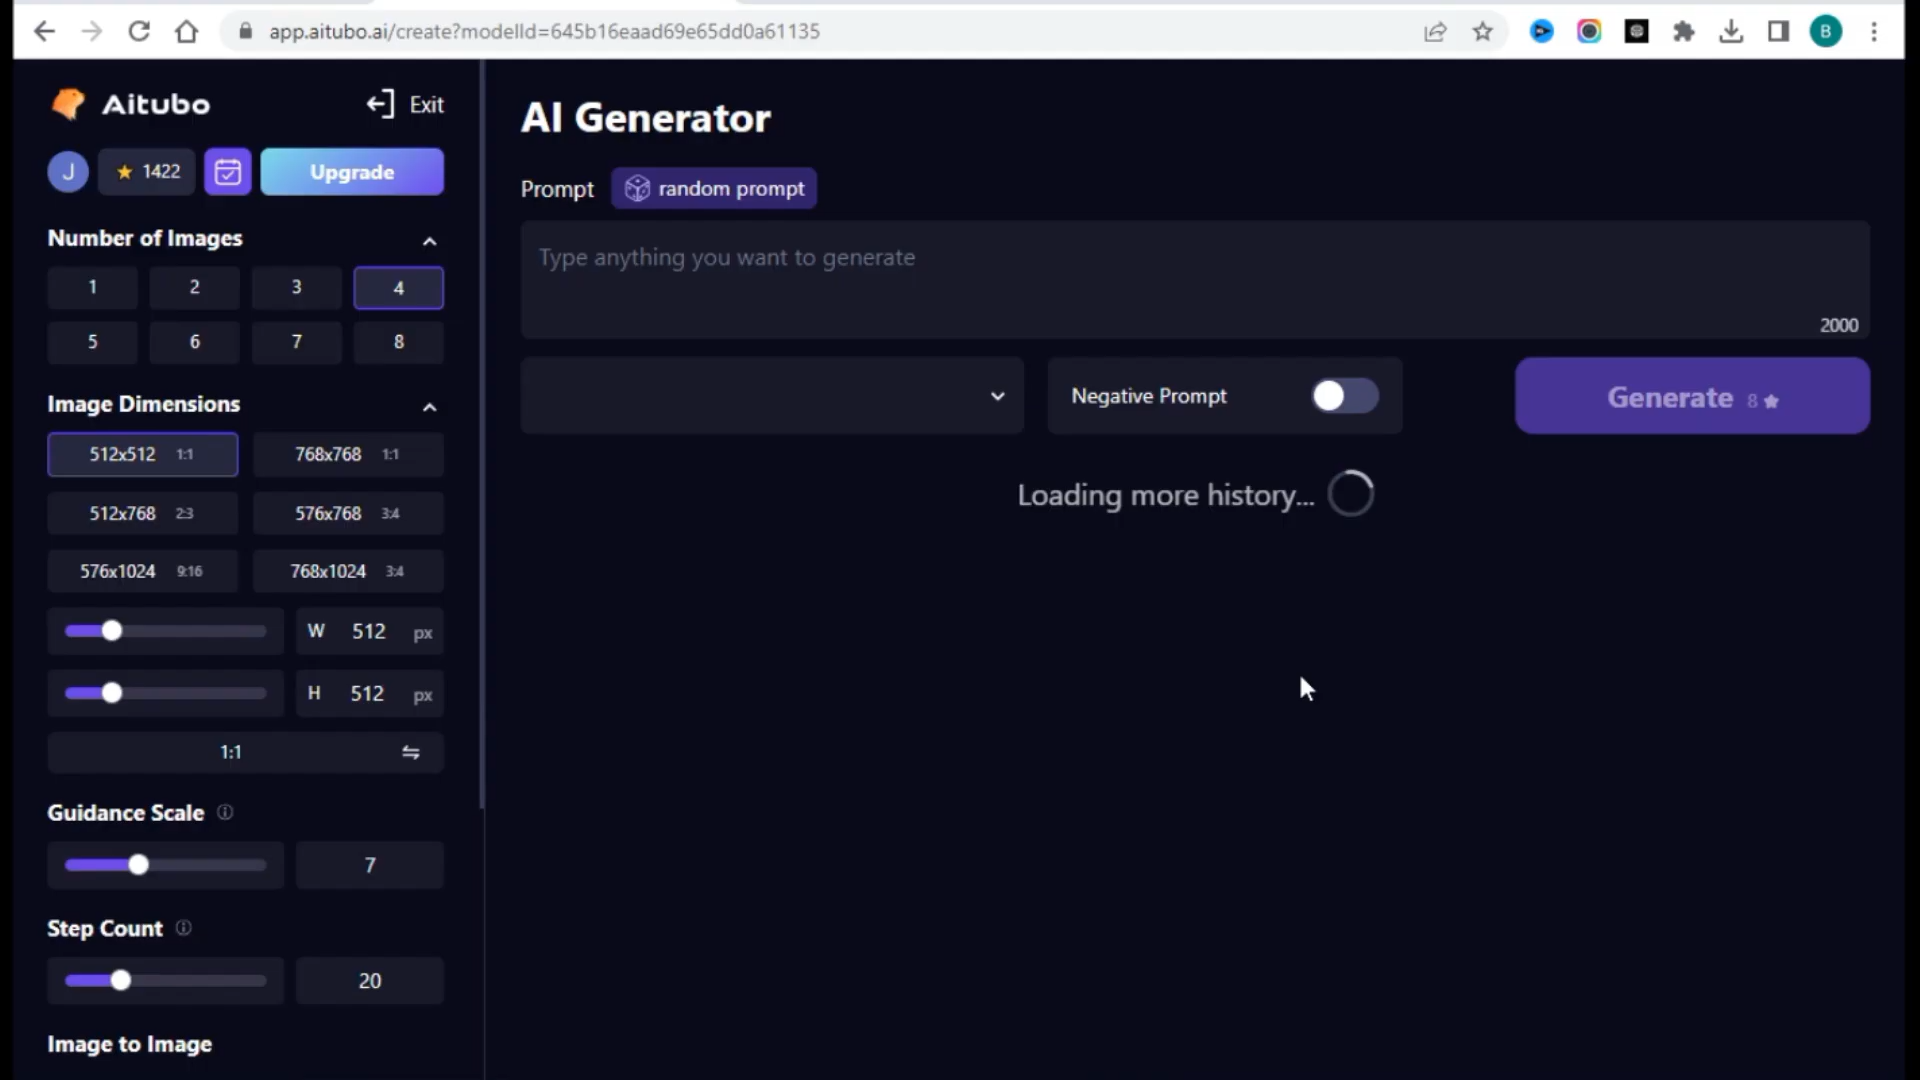 app.aitubo.ai/create?modelId=645b16eaad69e65dd0a61135
B
Aitubo
Exit
J
1422
Upgrade
Number of Images
1 2 3 4
5 6 7 8
Image Dimensions
512x512 1:1 768x768 1:1
512x768 2:3 576x768 3:4
576x1024 9:16 768x1024 3:4
W 512 px
H 512 px
1:1
Guidance Scale
7
Step Count
20
Image to Image
AI Generator
Prompt random prompt
Type anything you want to generate
2000
Negative Prompt
Generate 8
Loading more history...